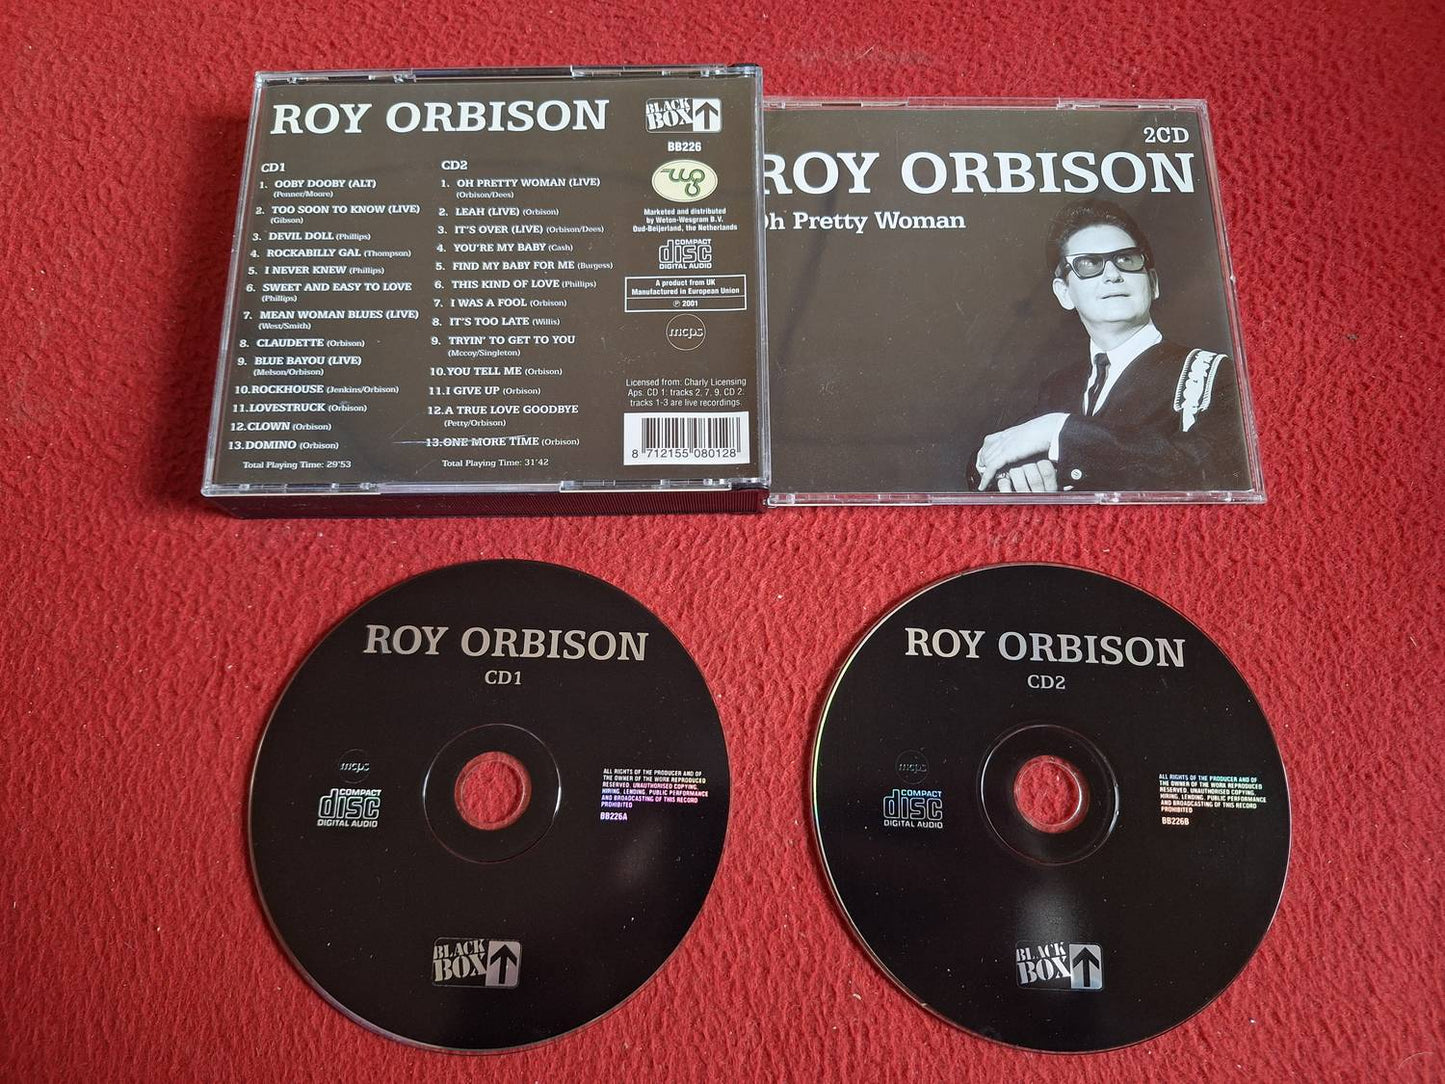 ROY ORBISON
CD1
1. OOBY DOOBY (ALT)
(Penner/Moore)
2. TOO SOON TO KNOW (LIVE)
(Gibson)
3. DEVIL DOLL (Phillips)
4. ROCKABILLY GAL (Thompson)
5. I NEVER KNEW (Phillips)
6. SWEET AND EASY TO LOVE
(Phillips)
7. MEAN WOMAN BLUES (LIVE)
(West/Smith)
8. CLAUDETTE (Orbison)
9. BLUE BAYOU (LIVE)
(Melson/Orbison)
10.ROCKHOUSE (Jenkins/Orbison)
11.LOVESTRUCK (Orbison)
12.CLOWN (Orbison)
13.DOMINO (Orbison)
Total Playing Time: 29'53
CD2
1. OH PRETTY WOMAN (LIVE)
(Orbison/Dees)
2. LEAH (LIVE) (Orbison)
3. IT'S OVER (LIVE) (Orbison/Dees)
4. YOU'RE MY BABY (Cash)
5. FIND MY BABY FOR ME (Burgess)
6. THIS KIND OF LOVE (Phillips)
7. I WAS A FOOL (Orbison)
8. IT'S TOO LATE (Willis)
9. TRYIN' TO GET TO YOU
(Mccoy/Singleton)
10.YOU TELL ME (Orbison)
11.I GIVE UP (Orbison)
12.A TRUE LOVE GOODBYE
(Petty/Orbison)
13.ONE MORE TIME (Orbison)
Total Playing Time: 31'42
BLACK
BOX
BB226
wg
Marketed and distributed
by Weton-Wesgram B.V.
Oud-Beijerland, the Netherlands
COMPACT
disc
DIGITAL AUDIO
A product from UK
Manufactured in European Union
℗ 2001
mcps
Licensed from: Charly Licensing
Aps. CD 1: tracks 2, 7, 9. CD 2:
tracks 1-3 are live recordings.
8 712155 080128
2CD
ROY ORBISON
Oh Pretty Woman
ROY ORBISON
CD1
mcps
COMPACT
disc
DIGITAL AUDIO
ALL RIGHTS OF THE PRODUCER AND OF
THE OWNER OF THE WORK REPRODUCED
RESERVED. UNAUTHORISED COPYING,
HIRING, LENDING, PUBLIC PERFORMANCE
AND BROADCASTING OF THIS RECORD
PROHIBITED
BB226A
BLACK
BOX
ROY ORBISON
CD2
mcps
COMPACT
disc
DIGITAL AUDIO
ALL RIGHTS OF THE PRODUCER AND OF
THE OWNER OF THE WORK REPRODUCED
RESERVED. UNAUTHORISED COPYING,
HIRING, LENDING, PUBLIC PERFORMANCE
AND BROADCASTING OF THIS RECORD
PROHIBITED
BB226B
BLACK
BOX